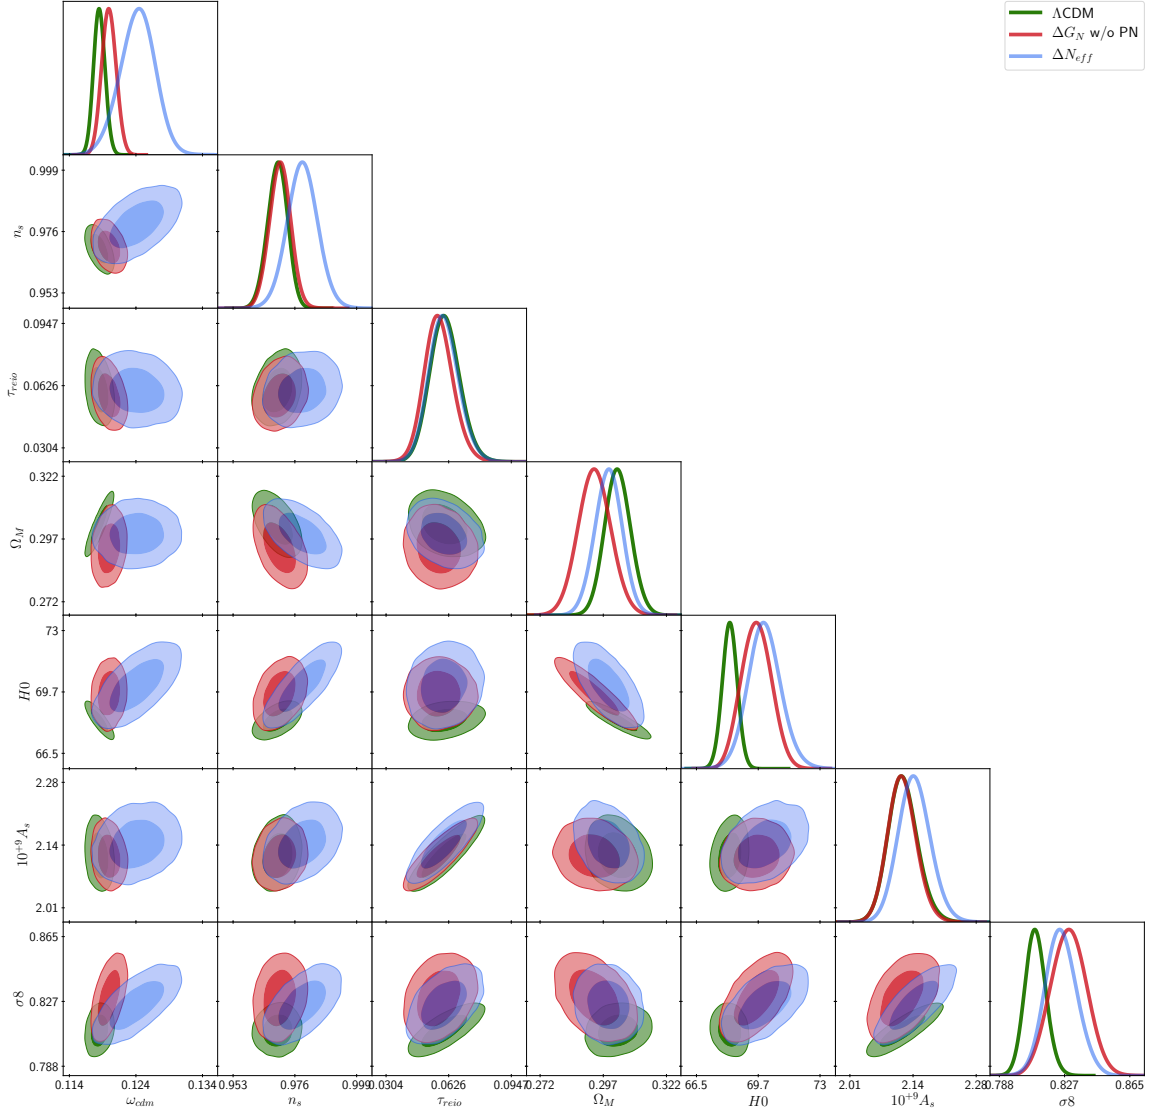 ΛCDM
ΔG_N w/o PN
ΔN_eff
0.999
0.976
0.953
n_s
0.0947
0.0626
0.0304
τ_reio
0.322
0.297
0.272
Ω_M
73
69.7
66.5
H0
2.28
2.14
2.01
10^{+9}A_s
0.865
0.827
0.788
σ8
0.114 0.124 0.134
0.953 0.976 0.999
0.0304 0.0626 0.0947
0.272 0.297 0.322
66.5 69.7 73
2.01 2.14 2.28
0.788 0.827 0.865
ω_cdm n_s τ_reio Ω_M H0 10^{+9}A_s σ8